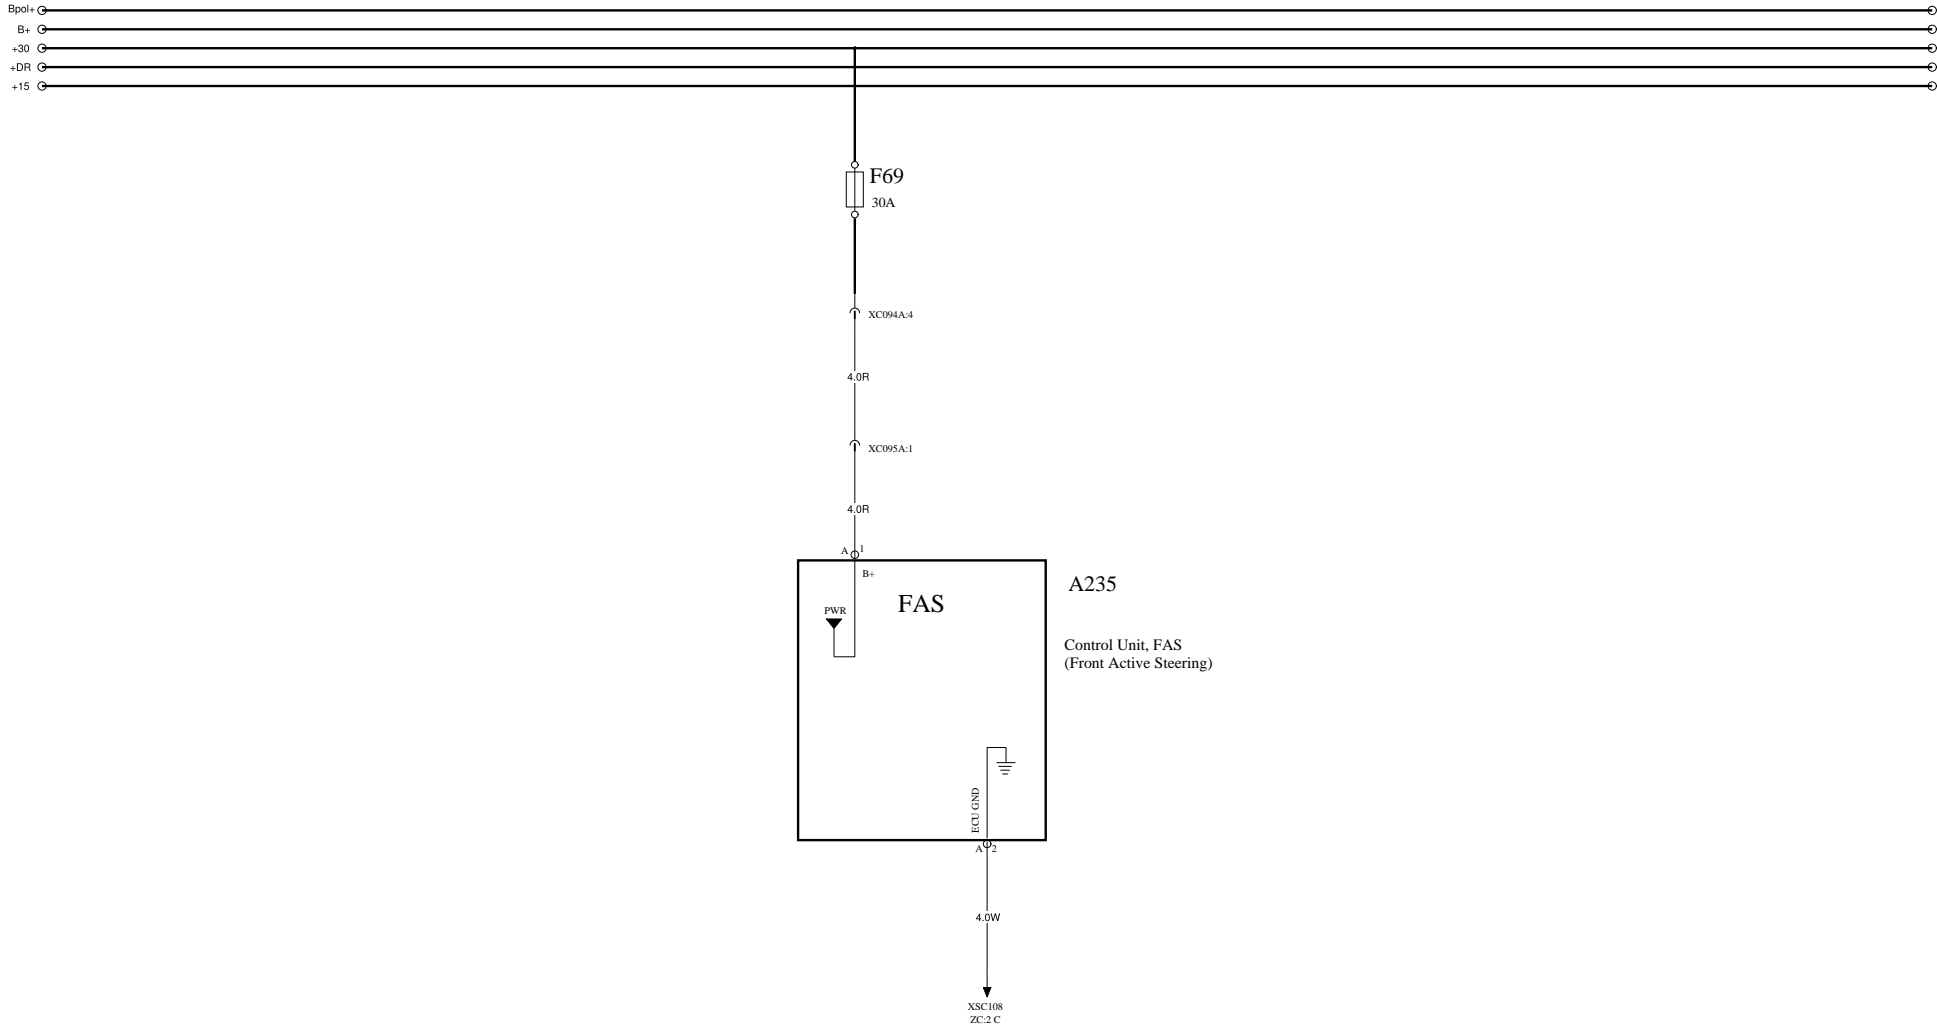 Bpol+
B+
+30
+DR
+15
F69
30A
XC094A:4
4.0R
XC095A:1
4.0R
A 1
B+
A235
FAS
PWR
Control Unit, FAS
(Front Active Steering)
ECU GND
A 2
4.0W
XSC108
ZC:2 C